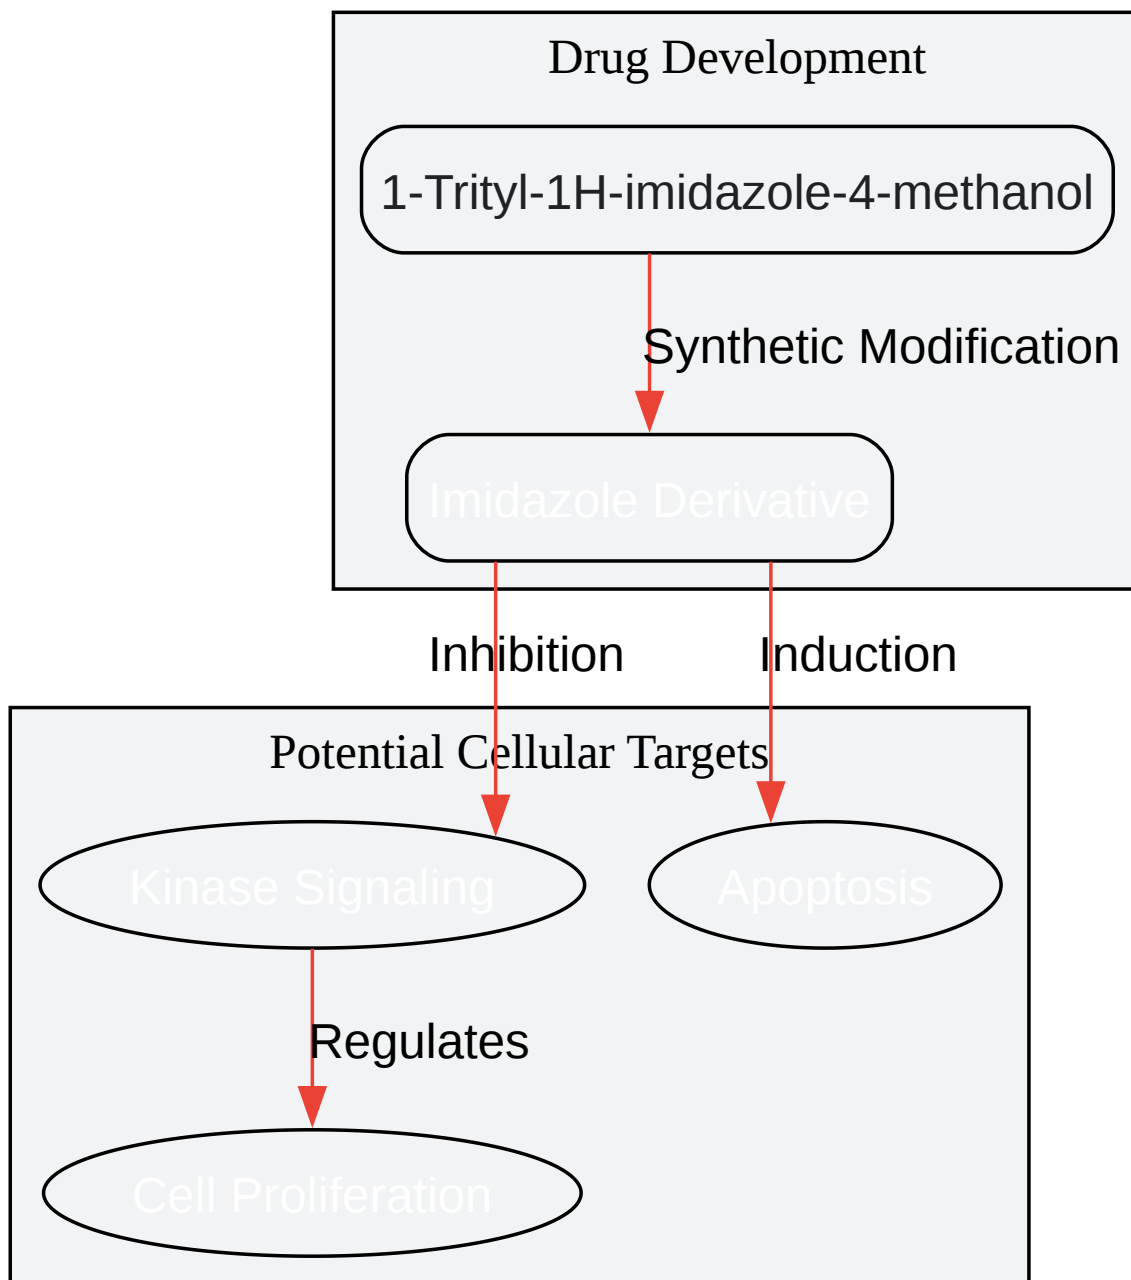 Drug Development
1-Trityl-1H-imidazole-4-methanol
Synthetic Modification
Imidazole Derivative
Inhibition
Induction
Potential Cellular Targets
Kinase Signaling
Apoptosis
Regulates
Cell Proliferation